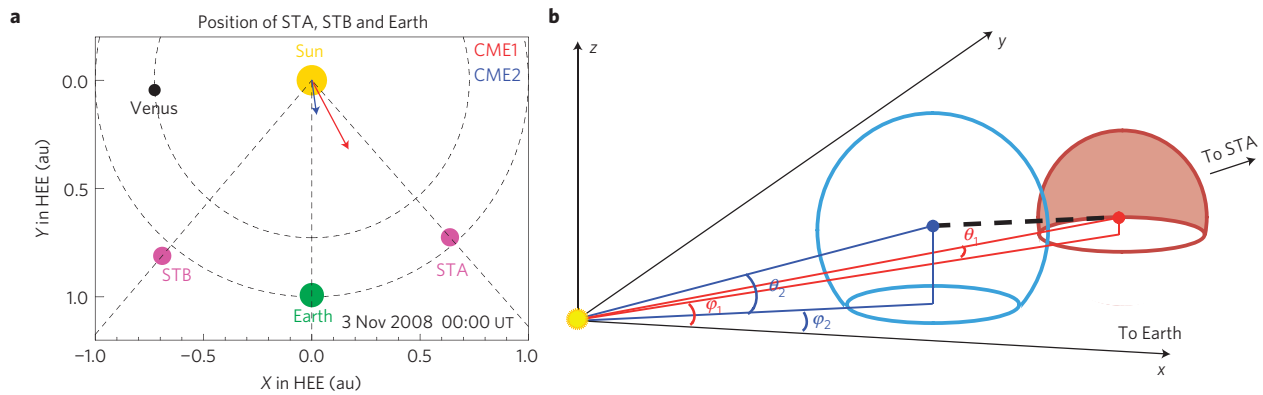 a
Position of STA, STB and Earth
Sun
CME1
CME2
Venus
STB
STA
Earth
3 Nov 2008 00:00 UT
0.0
0.5
1.0
Y in HEE (au)
−1.0 −0.5 0.0 0.5 1.0
X in HEE (au)
b
z
y
To STA
θ₁
θ₂
φ₁
φ₂
To Earth
x